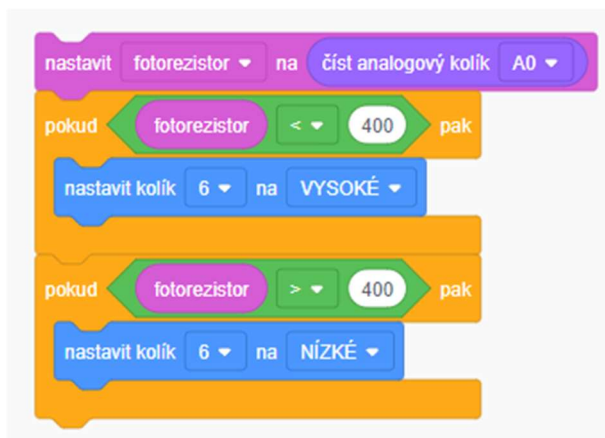 nastavit fotorezistor na číst analogový kolík A0
pokud fotorezistor < 400 pak
nastavit kolík 6 na VYSOKÉ
pokud fotorezistor > 400 pak
nastavit kolík 6 na NÍZKÉ